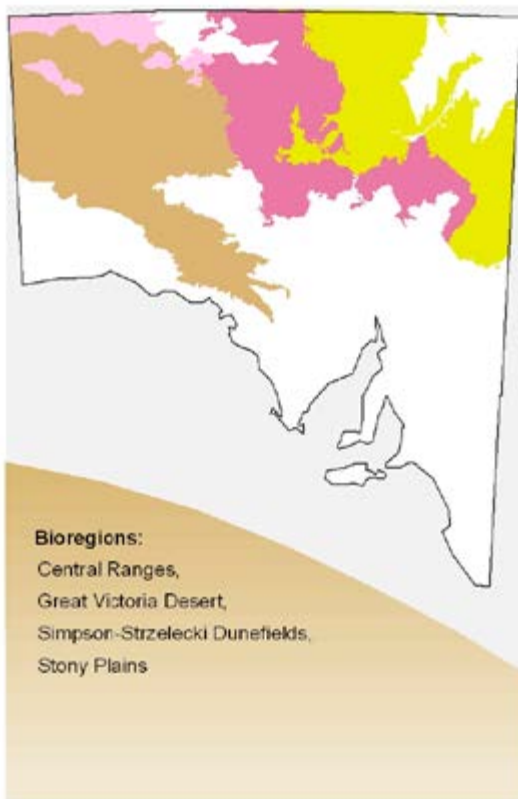 Bioregions:
Central Ranges,
Great Victoria Desert,
Simpson-Strzelecki Dunefields,
Stony Plains